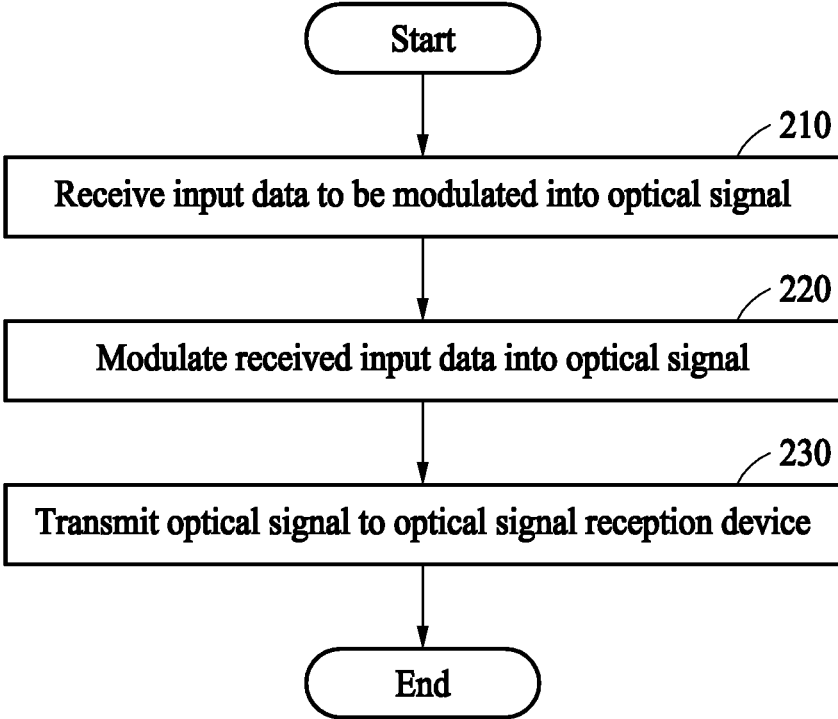 Start
210
Receive input data to be modulated into optical signal
220
Modulate received input data into optical signal
230
Transmit optical signal to optical signal reception device
End